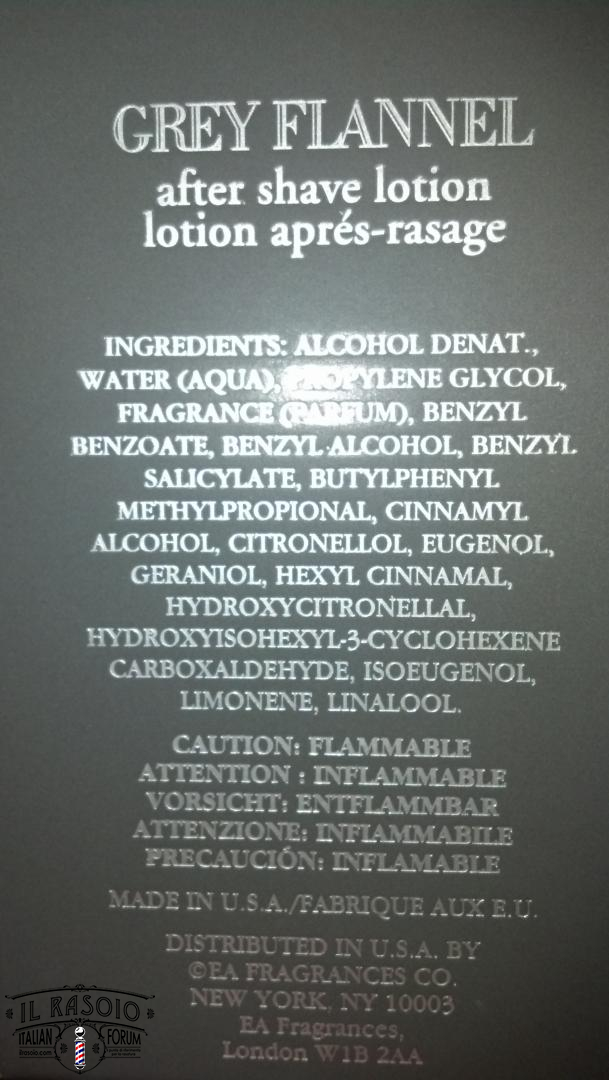 GREY FLANNEL
after shave lotion
lotion aprés-rasage
INGREDIENTS: ALCOHOL DENAT.,
WATER (AQUA), PROPYLENE GLYCOL,
FRAGRANCE (PARFUM), BENZYL
BENZOATE, BENZYL ALCOHOL, BENZYL
SALICYLATE, BUTYLPHENYL
METHYLPROPIONAL, CINNAMYL
ALCOHOL, CITRONELLOL, EUGENOL,
GERANIOL, HEXYL CINNAMAL,
HYDROXYCITRONELLAL,
HYDROXYISOHEXYL-3-CYCLOHEXENE
CARBOXALDEHYDE, ISOEUGENOL,
LIMONENE, LINALOOL.
CAUTION: FLAMMABLE
ATTENTION : INFLAMMABLE
VORSICHT: ENTFLAMMBAR
ATTENZIONE: INFIAMMABILE
PRECAUCIÓN: INFLAMABLE
MADE IN U.S.A./FABRIQUE AUX E.U.
DISTRIBUTED IN U.S.A. BY
©EA FRAGRANCES CO.
NEW YORK, NY 10003
EA Fragrances,
London W1B 2AA
IL RASOIO
ITALIAN FORUM
ilrasoio.com